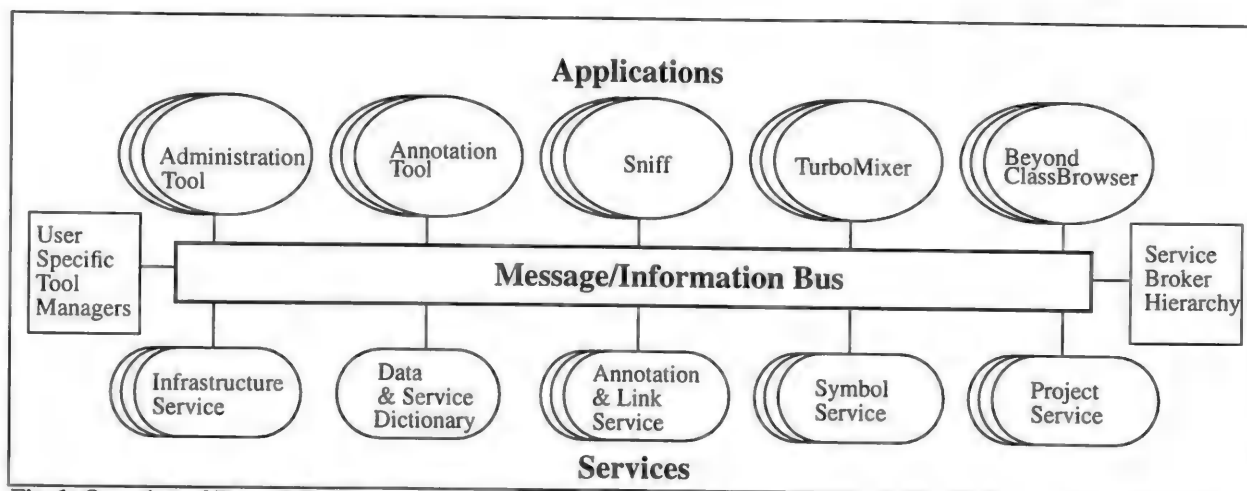 Applications
Administration
Tool
Annotation
Tool
Sniff
TurboMixer
Beyond
ClassBrowser
User
Specific
Tool
Managers
Message/Information Bus
Service
Broker
Hierarchy
Infrastructure
Service
Data
& Service
Dictionary
Annotation
& Link
Service
Symbol
Service
Project
Service
Services